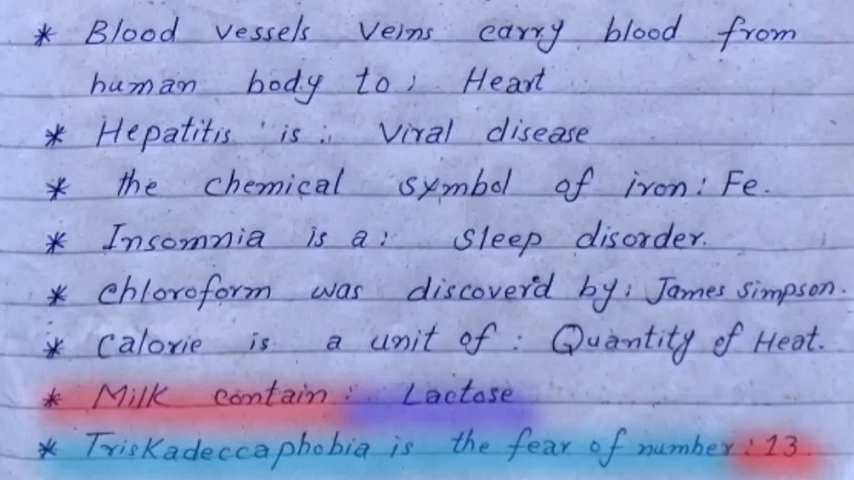 * Blood vessels veins carry blood from
human body to: Heart
* Hepatitis is: Viral disease
* the chemical symbol of iron: Fe.
* Insomnia is a: Sleep disorder.
* chloroform was discover'd by: James Simpson.
* Calorie is a unit of: Quantity of Heat.
* Milk contain: Lactose
* Triskadeccaphobia is the fear of number: 13.